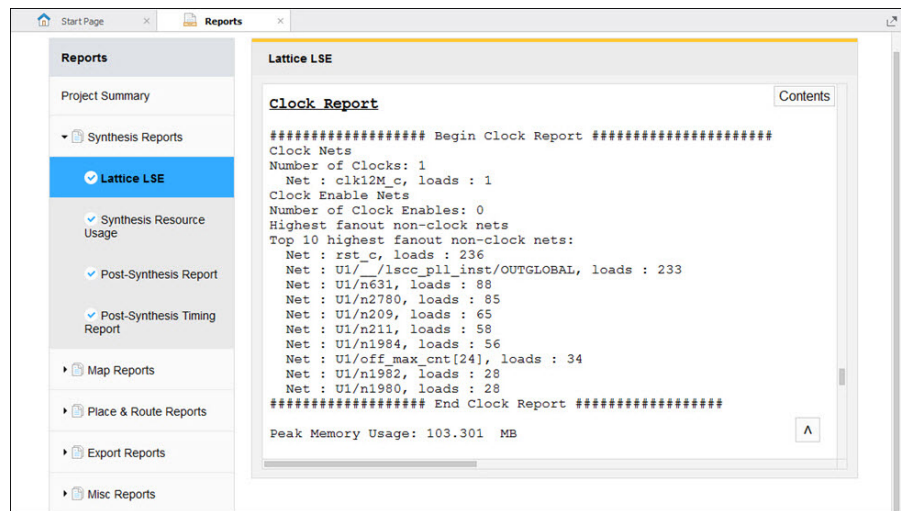 Start Page
Reports
Reports
Project Summary
Synthesis Reports
Lattice LSE
Synthesis Resource
Usage
Post-Synthesis Report
Post-Synthesis Timing
Report
Map Reports
Place & Route Reports
Export Reports
Misc Reports
Lattice LSE
Contents
Clock Report
################### Begin Clock Report ######################
Clock Nets
Number of Clocks: 1
Net : clk12M_c, loads : 1
Clock Enable Nets
Number of Clock Enables: 0
Highest fanout non-clock nets
Top 10 highest fanout non-clock nets:
Net : rst_c, loads : 236
Net : U1/__/lscc_pll_inst/OUTGLOBAL, loads : 233
Net : U1/n631, loads : 88
Net : U1/n2780, loads : 85
Net : U1/n209, loads : 65
Net : U1/n211, loads : 58
Net : U1/n1984, loads : 56
Net : U1/off_max_cnt[24], loads : 34
Net : U1/n1982, loads : 28
Net : U1/n1980, loads : 28
################### End Clock Report ##################
Peak Memory Usage: 103.301  MB